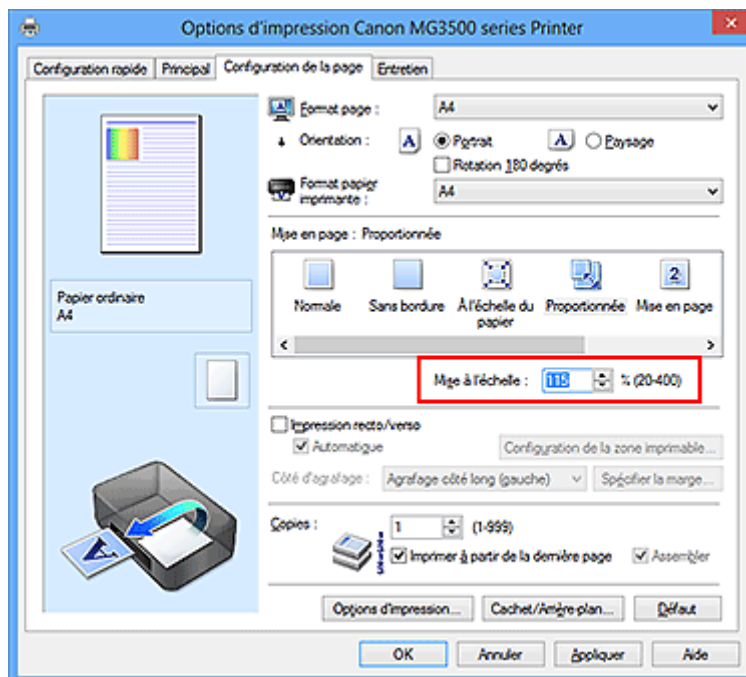 Options d'impression Canon MG3500 series Printer
Configuration rapide Principal Configuration de la page Entretien
Format page : A4
Orientation : A Portrait A Paysage
Rotation 180 degrés
Format papier imprimante : A4
Mise en page : Proportionnée
Normale Sans bordure À l'échelle du papier Proportionnée 2 Mise en page
Papier ordinaire
A4
Mise à l'échelle : 115 % (20-400)
Impression recto/verso
Automatique Configuration de la zone imprimable...
Côté d'agrafage : Agrafage côté long (gauche) Spécifier la marge...
Copies : 1 (1-999)
Imprimer à partir de la dernière page Assembler
A
Options d'impression... Cachet/Arrière-plan... Défaut
OK Annuler Appliquer Aide